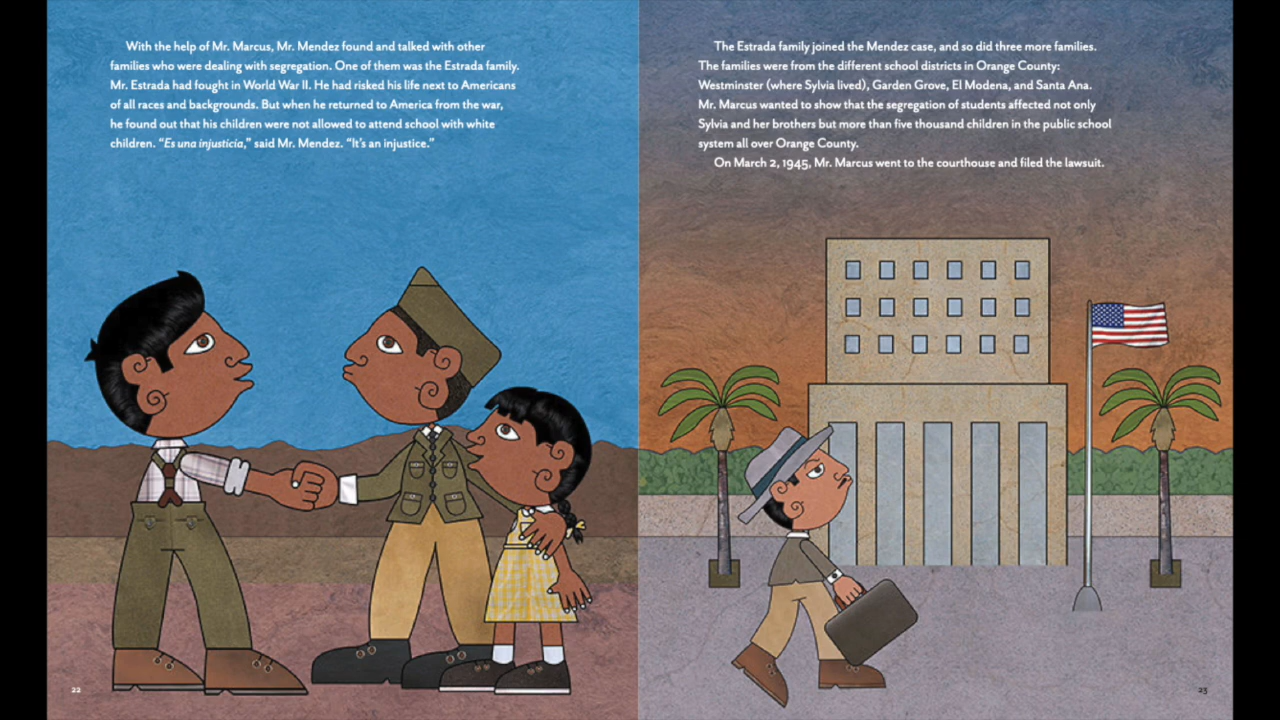 With the help of Mr. Marcus, Mr. Mendez found and talked with other
families who were dealing with segregation. One of them was the Estrada family.
Mr. Estrada had fought in World War II. He had risked his life next to Americans
of all races and backgrounds. But when he returned to America from the war,
he found out that his children were not allowed to attend school with white
children. “Es una injusticia,” said Mr. Mendez. “It’s an injustice.”
22
The Estrada family joined the Mendez case, and so did three more families.
The families were from the different school districts in Orange County:
Westminster (where Sylvia lived), Garden Grove, El Modena, and Santa Ana.
Mr. Marcus wanted to show that the segregation of students affected not only
Sylvia and her brothers but more than five thousand children in the public school
system all over Orange County.
On March 2, 1945, Mr. Marcus went to the courthouse and filed the lawsuit.
23